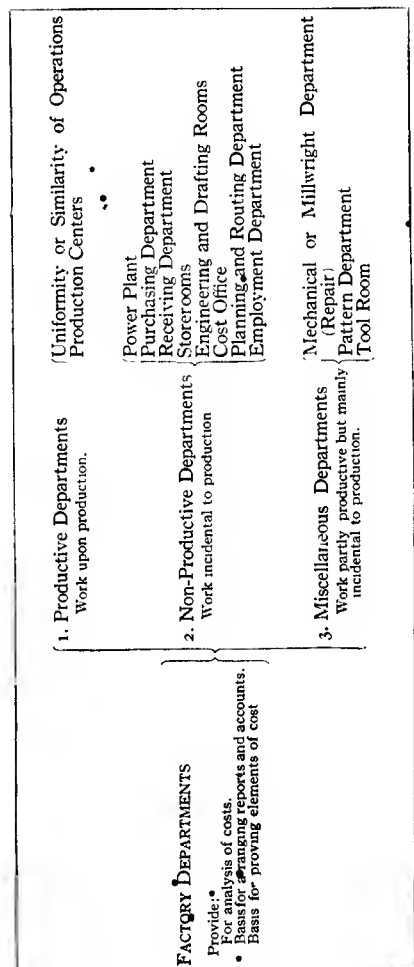 FACTORY DEPARTMENTS
Provide:
For analysis of costs.
Basis for arranging reports and accounts.
Basis for proving elements of cost
1. Productive Departments
Work upon production.
Uniformity or Similarity of Operations
Production Centers
2. Non-Productive Departments
Work incidental to production
Power Plant
Purchasing Department
Receiving Department
Storerooms
Engineering and Drafting Rooms
Cost Office
Planning and Routing Department
Employment Department
3. Miscellaneous Departments
Work partly productive but mainly
incidental to production.
Mechanical or Millwright Department
(Repair)
Pattern Department
Tool Room